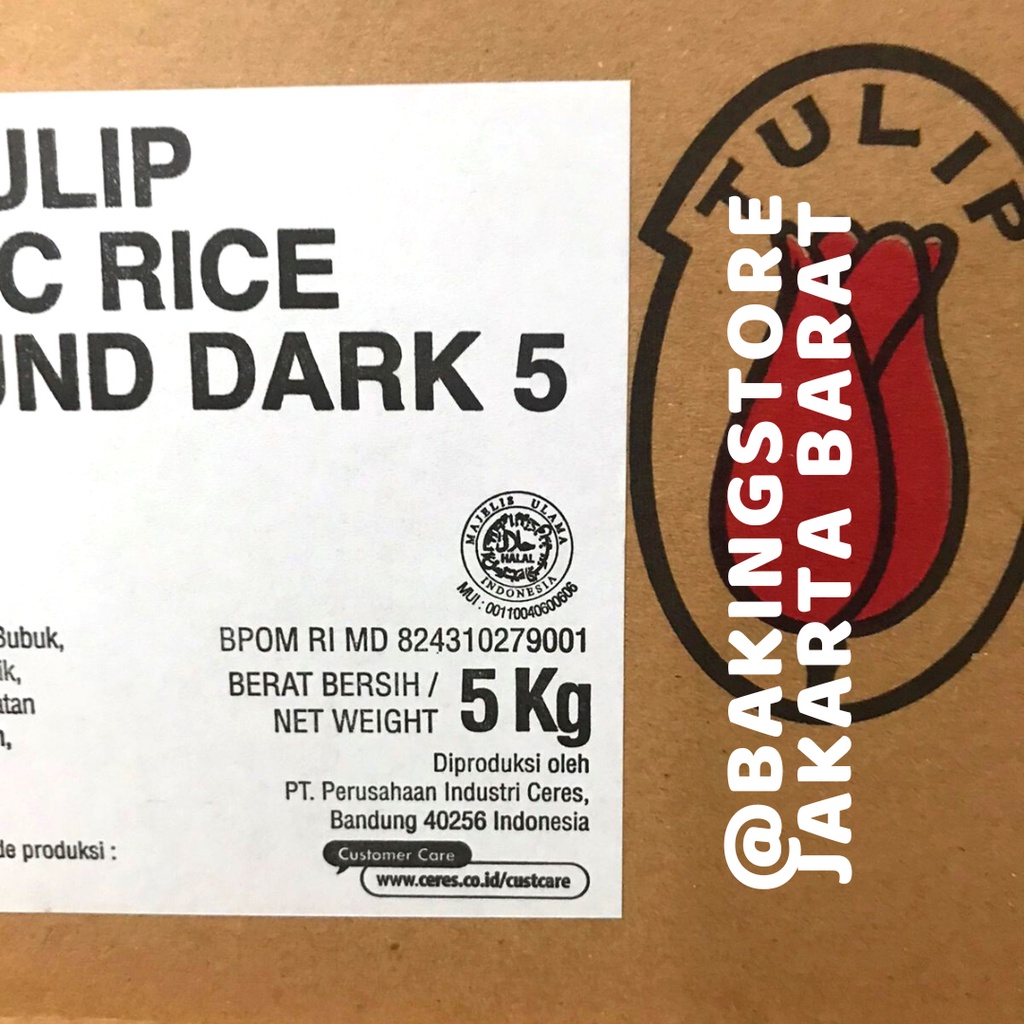 ULIP
C RICE
UND DARK 5
MAJELIS ULAMA
HALAL
INDONESIA
MUI : 00110040600606
Bubuk,
ik,
atan
BPOM RI MD 824310279001
BERAT BERSIH /
NET WEIGHT
5 Kg
Diproduksi oleh
PT. Perusahaan Industri Ceres,
Bandung 40256 Indonesia
de produksi :
Customer Care
www.ceres.co.id/custcare
TULIP
@BAKINGSTORE
JAKARTA BARAT